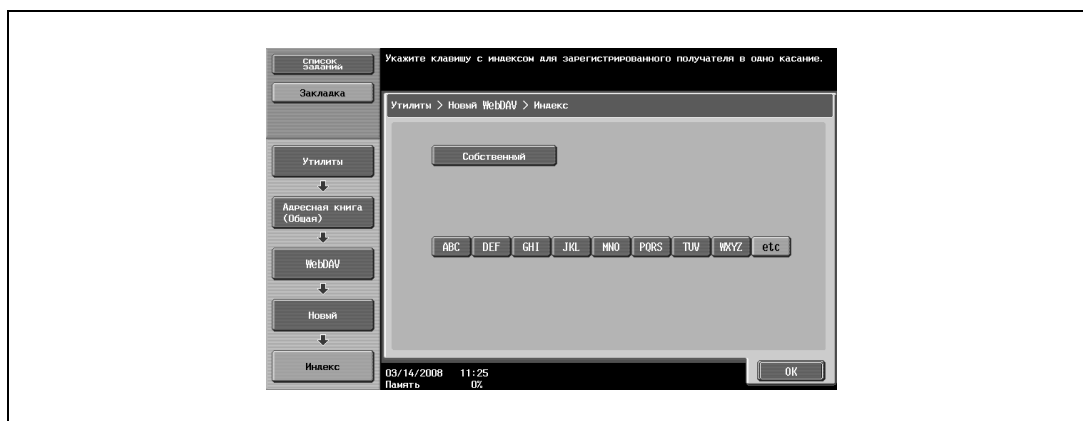 Список
заданий
Закладка
Утилиты
Адресная книга
(Общая)
WebDAV
Новый
Индекс
Укажите клавишу с индексом для зарегистрированного получателя в одно касание.
Утилиты > Новый WebDAV > Индекс
Собственный
ABC DEF GHI JKL MNO PQRS TUV WXYZ etc
03/14/2008 11:25
Память 0%
OK